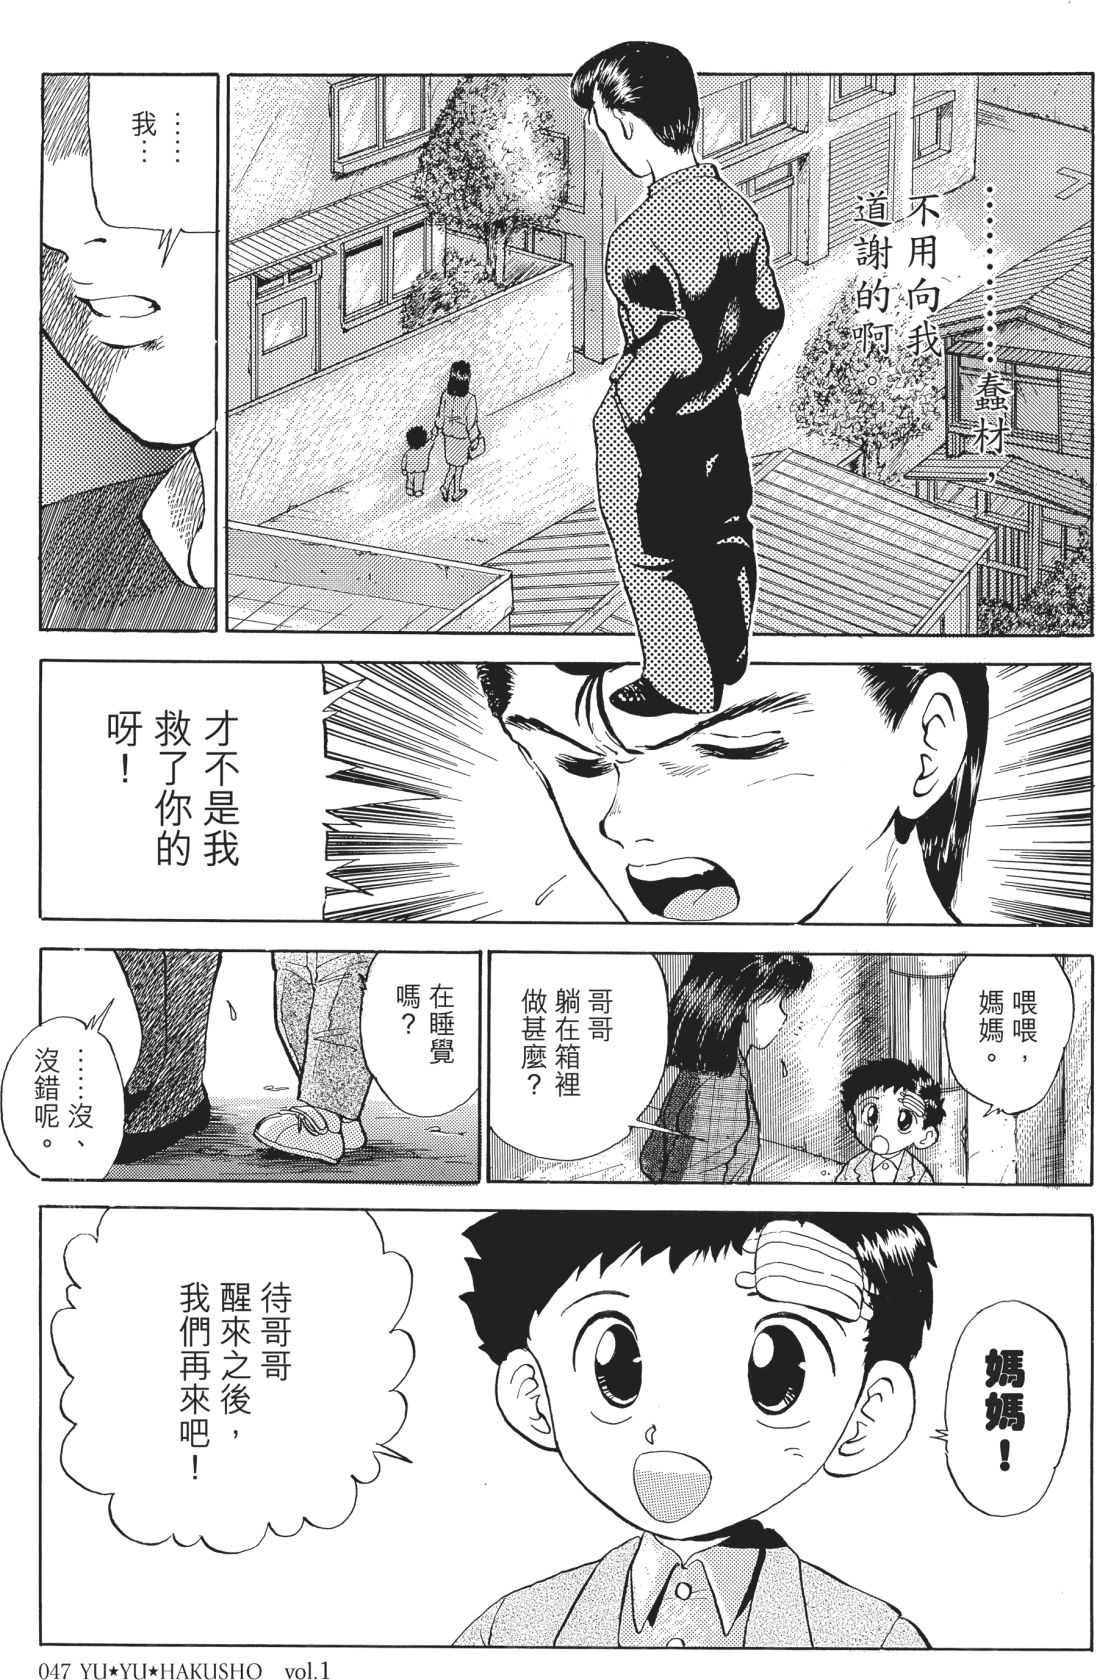 ………………蠢材，
不用向我
道謝的啊。
……
我…
才不是我
救了你的
呀！
喂喂，
媽媽。
哥哥
躺在箱裡
做甚麼？
在睡覺
嗎？
……沒、
沒錯呢。
媽媽！
待哥哥
醒來之後，
我們再來吧！
047 YU★YU★HAKUSHO vol.1